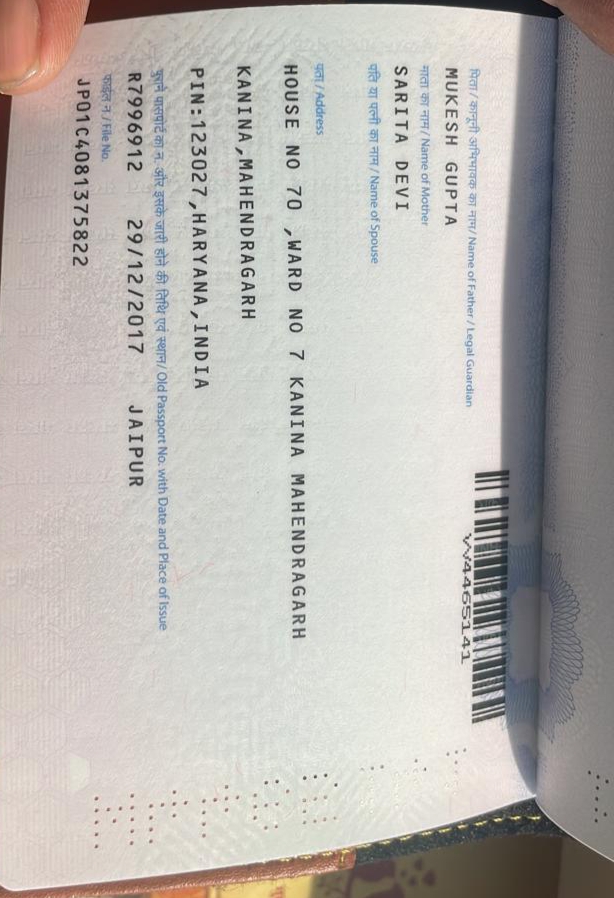 पिता / कानूनी अभिभावक का नाम / Name of Father / Legal Guardian
MUKESH GUPTA
माता का नाम / Name of Mother
SARITA DEVI
पति या पत्नी का नाम / Name of Spouse
पता / Address
HOUSE NO 70 ,WARD NO 7 KANINA MAHENDRAGARH
KANINA,MAHENDRAGARH
PIN:123027,HARYANA,INDIA
पुराने पासपोर्ट का न. और इसके जारी होने की तिथि एवं स्थान / Old Passport No. with Date and Place of Issue
R7996912 29/12/2017 JAIPUR
फाईल न. / File No.
JP01C4081375822